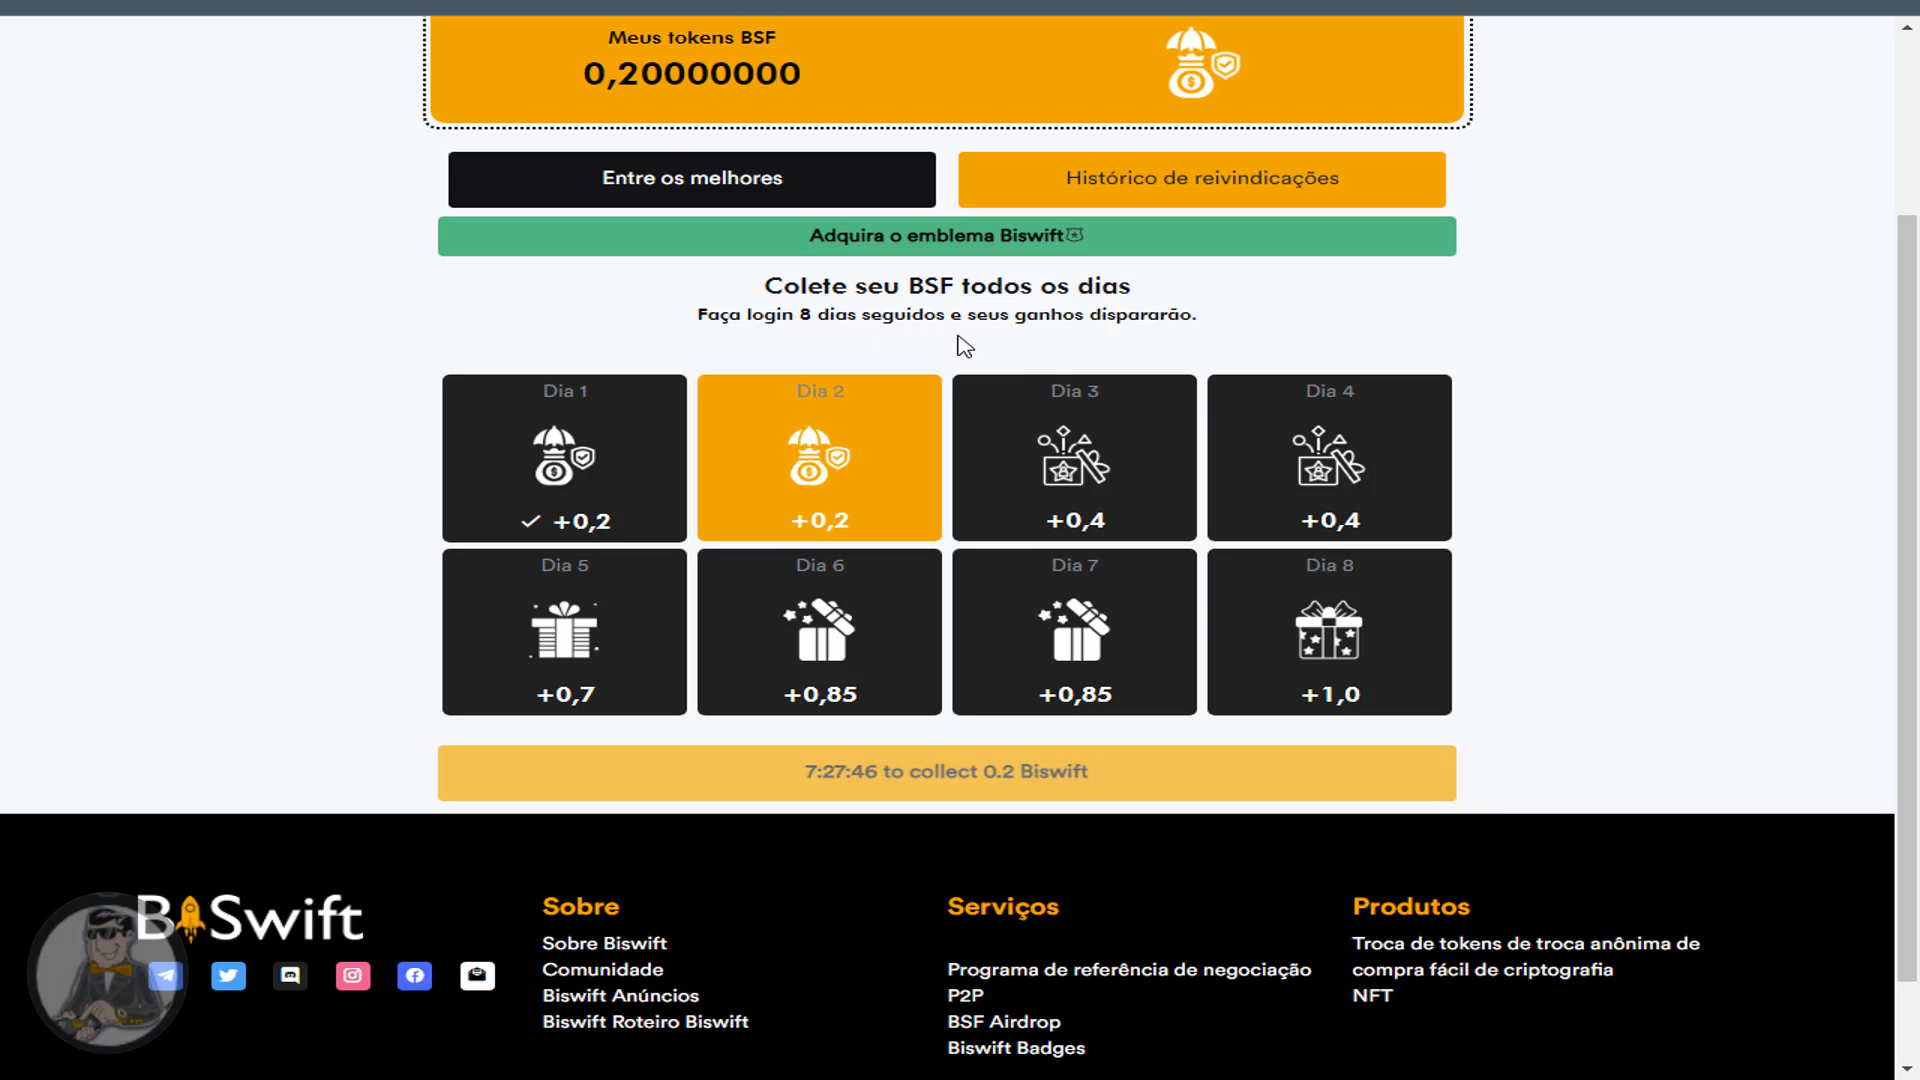 Meus tokens BSF
0,20000000
Entre os melhores
Histórico de reivindicações
Adquira o emblema Biswift
Colete seu BSF todos os dias
Faça login 8 dias seguidos e seus ganhos dispararão.
Dia 1
+0,2
Dia 2
+0,2
Dia 3
+0,4
Dia 4
+0,4
Dia 5
+0,7
Dia 6
+0,85
Dia 7
+0,85
Dia 8
+1,0
7:27:46 to collect 0.2 Biswift
BiSwift
Sobre
Sobre Biswift
Comunidade
Biswift Anúncios
Biswift Roteiro Biswift
Serviços
Programa de referência de negociação
P2P
BSF Airdrop
Biswift Badges
Produtos
Troca de tokens de troca anônima de
compra fácil de criptografia
NFT